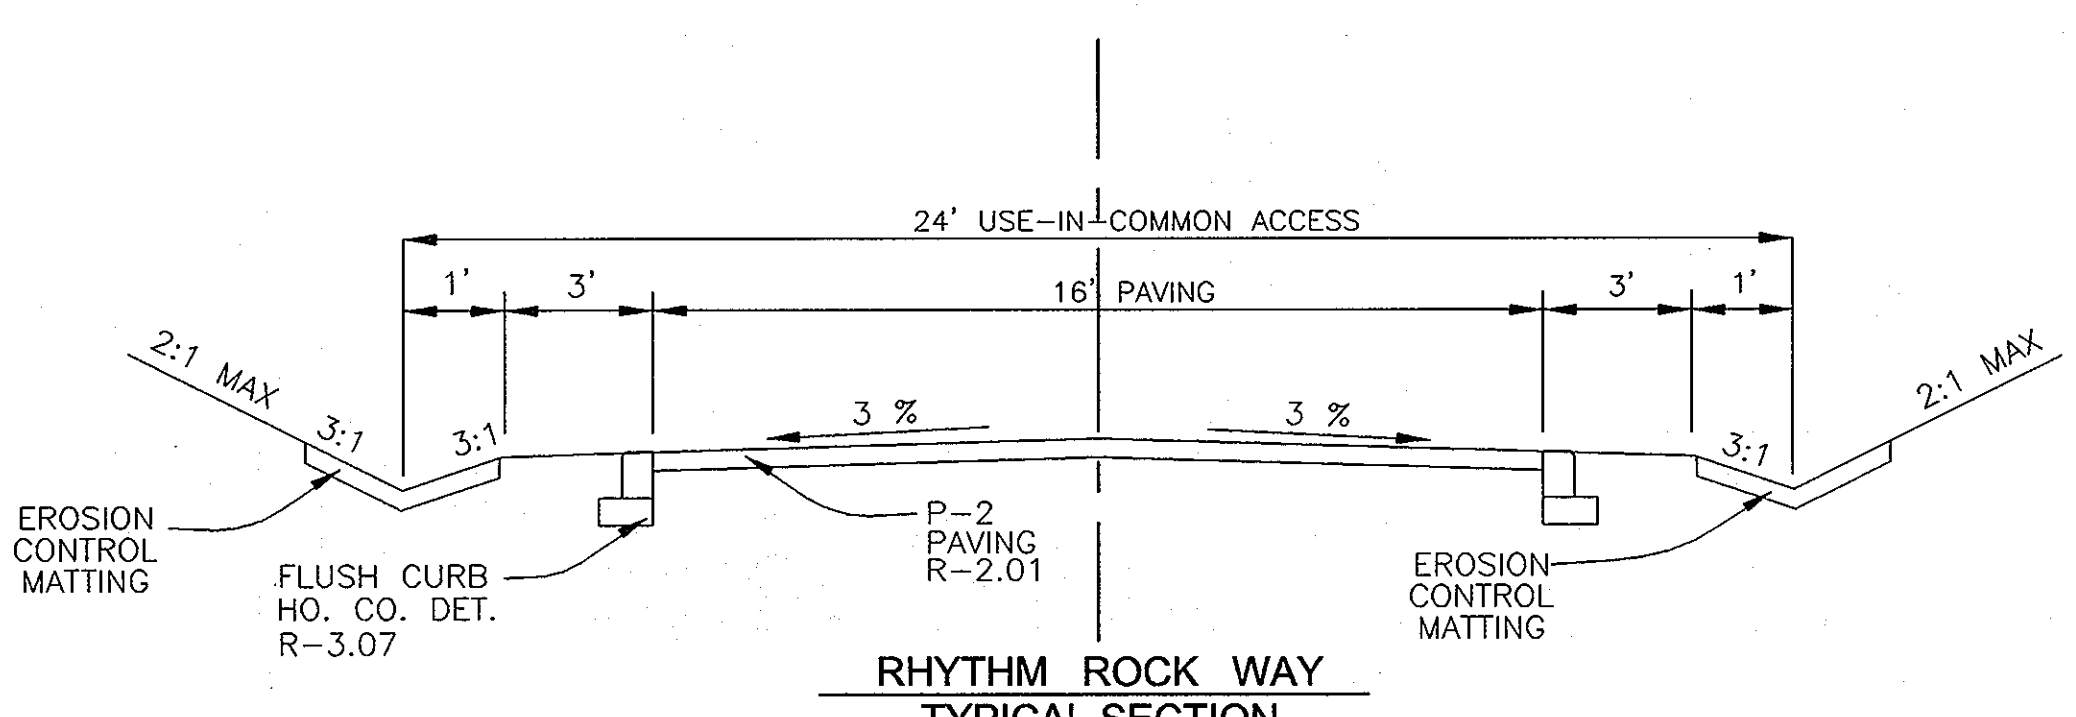 24' USE-IN-COMMON ACCESS
1'
3'
16' PAVING
3'
1'
2:1 MAX
3:1
3:1
3 %
3 %
3:1
2:1 MAX
EROSION
CONTROL
MATTING
FLUSH CURB
HO. CO. DET.
R-3.07
P-2
PAVING
R-2.01
EROSION
CONTROL
MATTING
RHYTHM ROCK WAY
TYPICAL SECTION